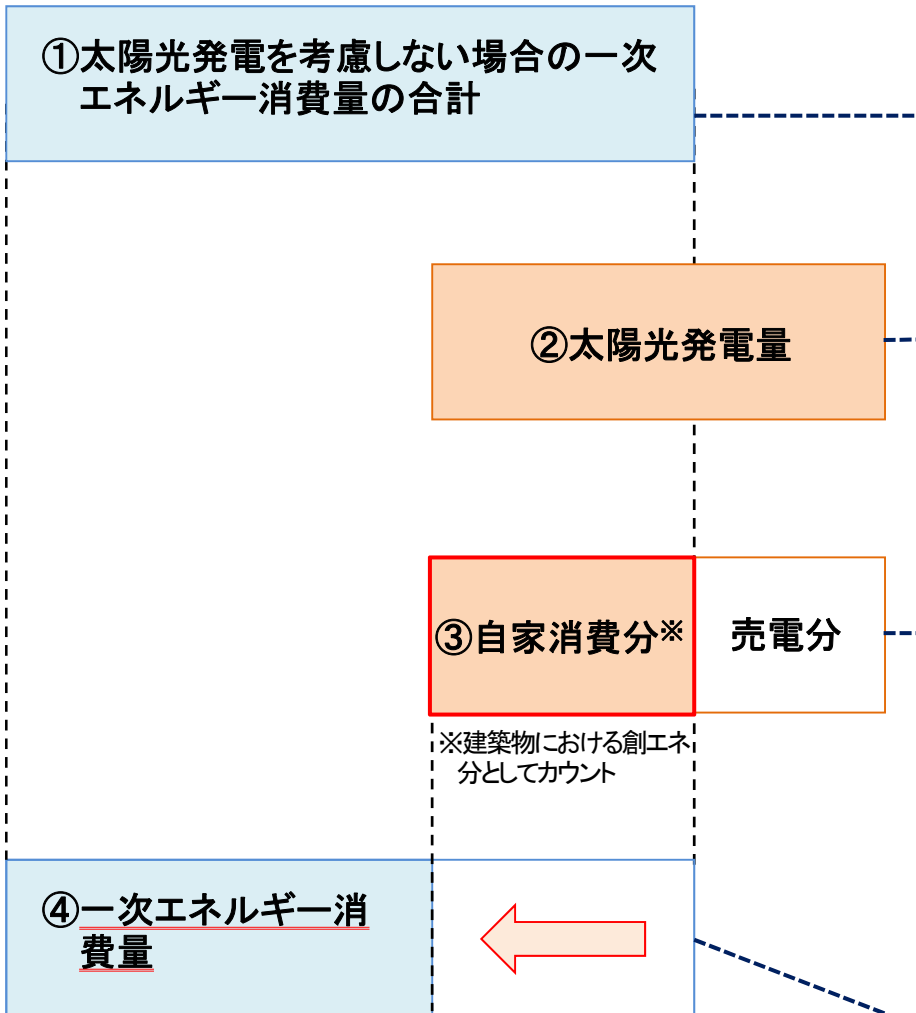 ①太陽光発電を考慮しない場合の一次
エネルギー消費量の合計
②太陽光発電量
③自家消費分※
売電分
※建築物における創エネ
分としてカウント
④一次エネルギー消
費量